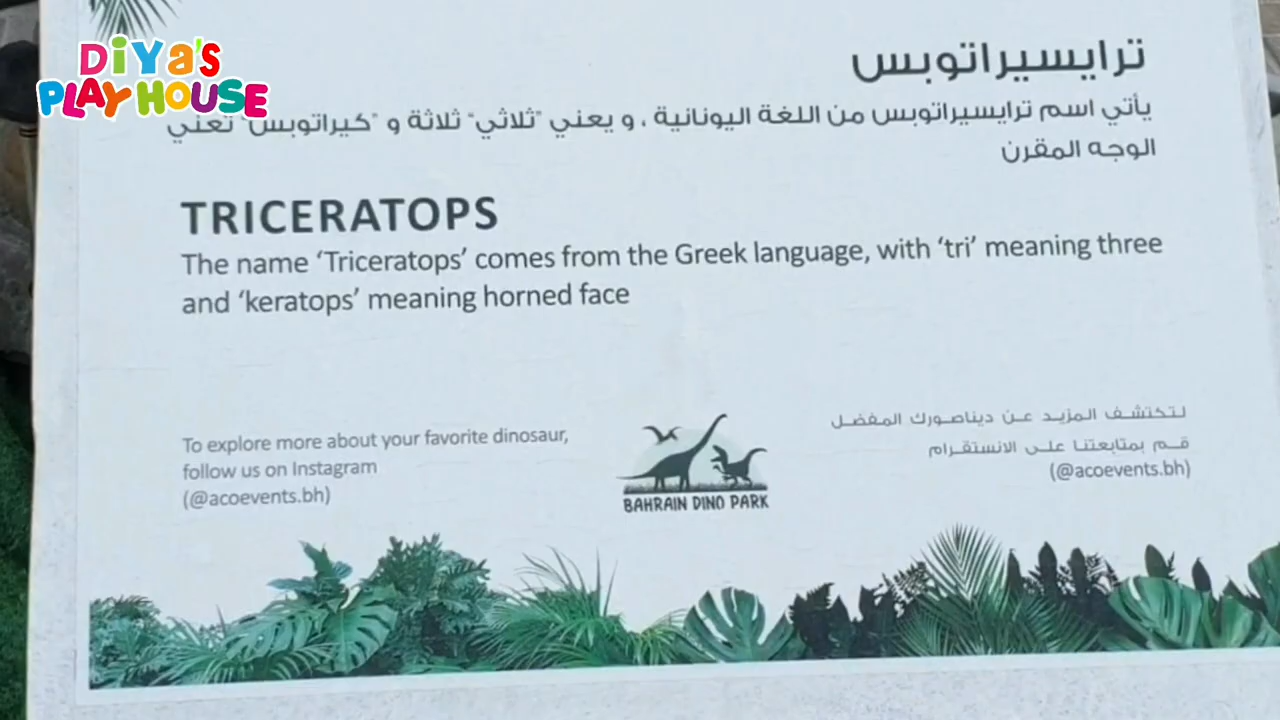 DiYa's
PLAY HOUSE
ترايسيراتوبس
يأتي اسم ترايسيراتوبس من اللغة اليونانية ، و يعني "ثلاثي" ثلاثة و "كيراتوبس" تعني
الوجه المقرن
TRICERATOPS
The name ‘Triceratops’ comes from the Greek language, with ‘tri’ meaning three
and ‘keratops’ meaning horned face
To explore more about your favorite dinosaur,
follow us on Instagram
(@acoevents.bh)
BAHRAIN DINO PARK
لتكتشف المزيد عن ديناصورك المفضل
قم بمتابعتنا على الانستقرام
(@acoevents.bh)